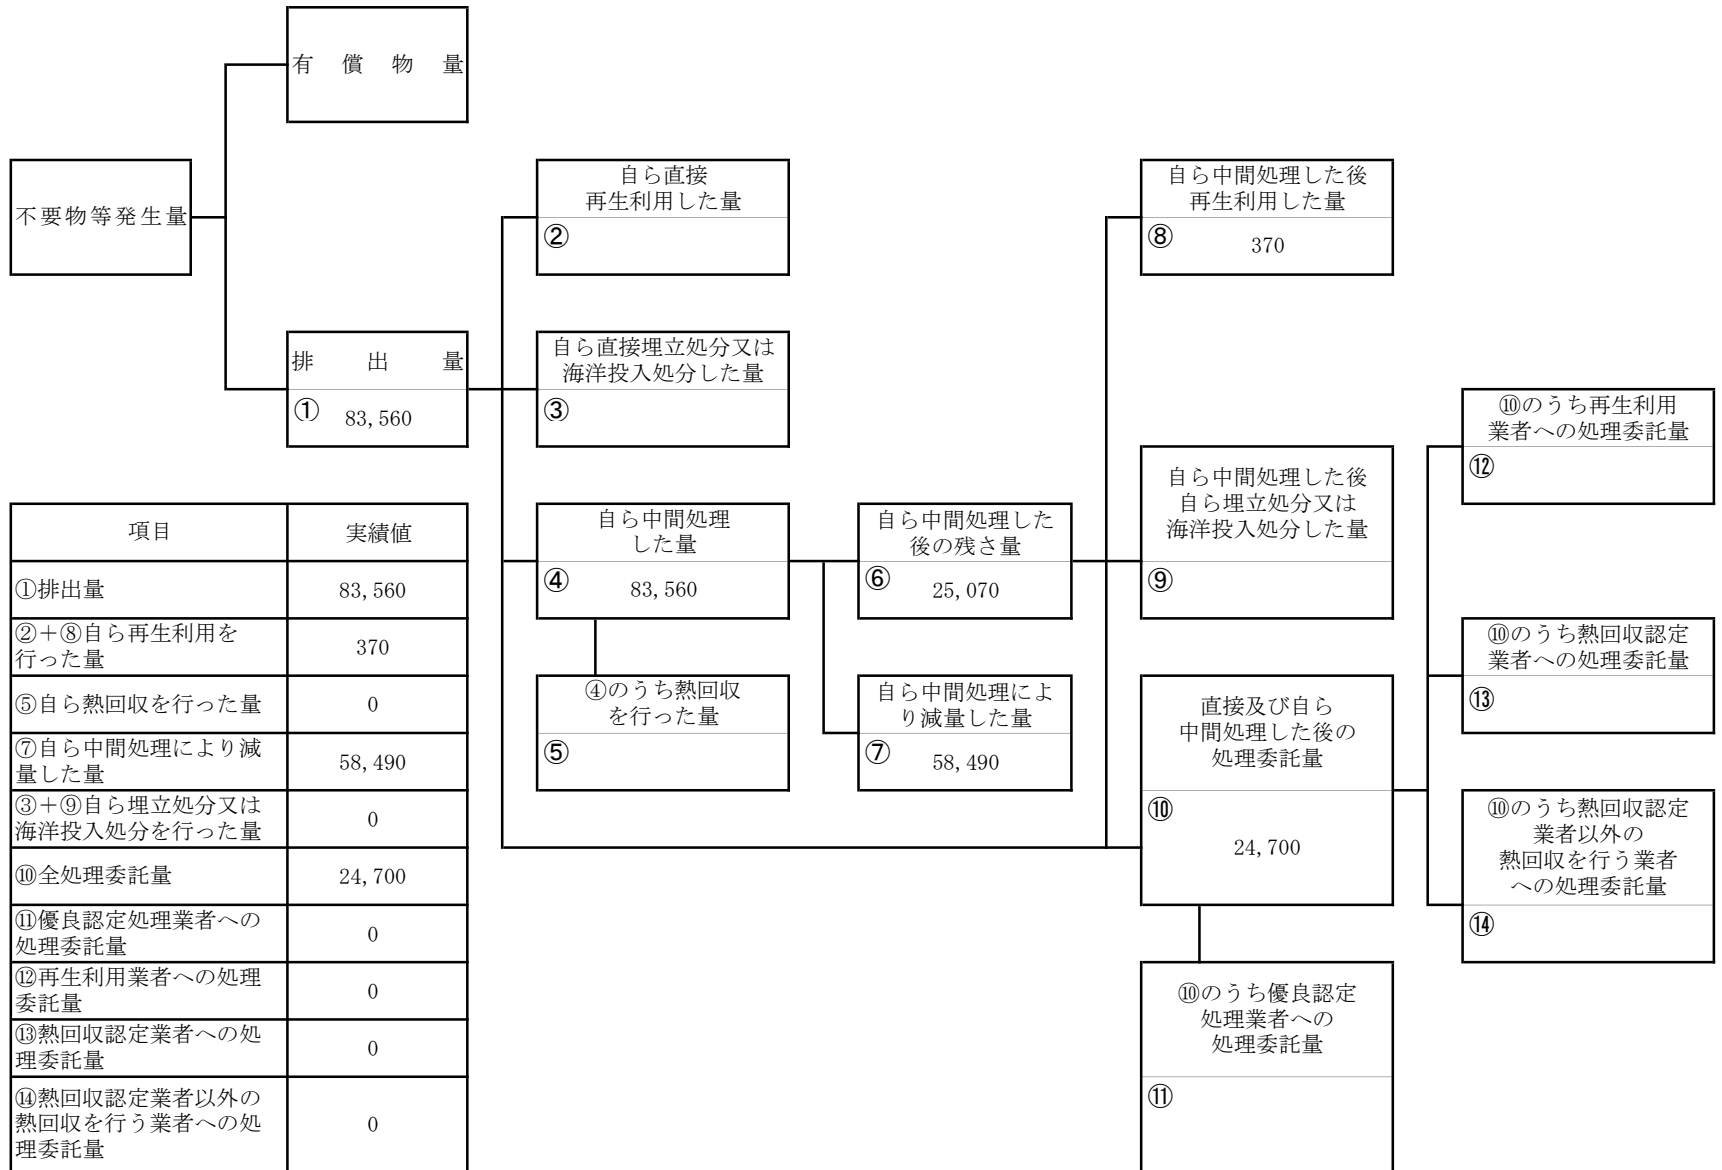 有償物量
不要物等発生量
自ら直接
再生利用した量
②
自ら中間処理した後
再生利用した量
⑧
370
排出量
①
83,560
自ら直接埋立処分又は
海洋投入処分した量
③
自ら中間処理
した量
④
83,560
④のうち熱回収
を行った量
⑤
自ら中間処理した
後の残さ量
⑥
25,070
自ら中間処理によ
り減量した量
⑦
58,490
自ら中間処理した後
自ら埋立処分又は
海洋投入処分した量
⑨
直接及び自ら
中間処理した後の
処理委託量
⑩
24,700
⑩のうち優良認定
処理業者への
処理委託量
⑪
⑩のうち再生利用
業者への処理委託量
⑫
⑩のうち熱回収認定
業者への処理委託量
⑬
⑩のうち熱回収認定
業者以外の
熱回収を行う業者
への処理委託量
⑭
項目 実績値
①排出量 83,560
②+⑧自ら再生利用を
行った量 370
⑤自ら熱回収を行った量 0
⑦自ら中間処理により減
量した量 58,490
③+⑨自ら埋立処分又は
海洋投入処分を行った量 0
⑩全処理委託量 24,700
⑪優良認定処理業者への
処理委託量 0
⑫再生利用業者への処理
委託量 0
⑬熱回収認定業者への処
理委託量 0
⑭熱回収認定業者以外の
熱回収を行う業者への処
理委託量 0